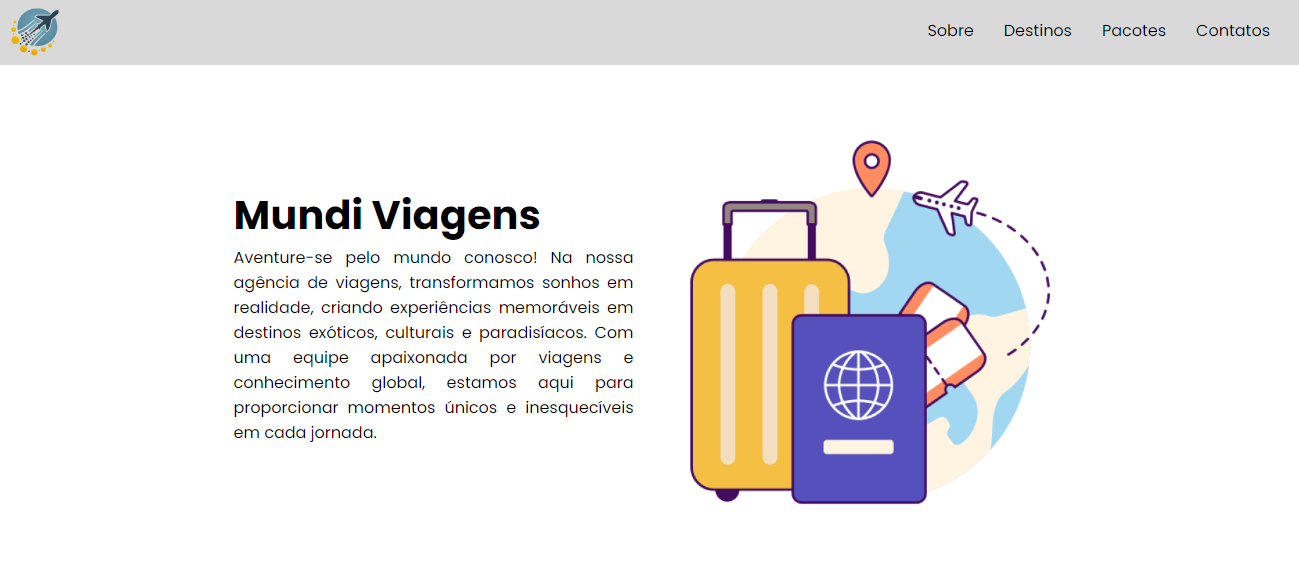 Sobre Destinos Pacotes Contatos
Mundi Viagens
Aventure-se pelo mundo conosco! Na nossa
agência de viagens, transformamos sonhos em
realidade, criando experiências memoráveis em
destinos exóticos, culturais e paradisíacos. Com
uma equipe apaixonada por viagens e
conhecimento global, estamos aqui para
proporcionar momentos únicos e inesquecíveis
em cada jornada.